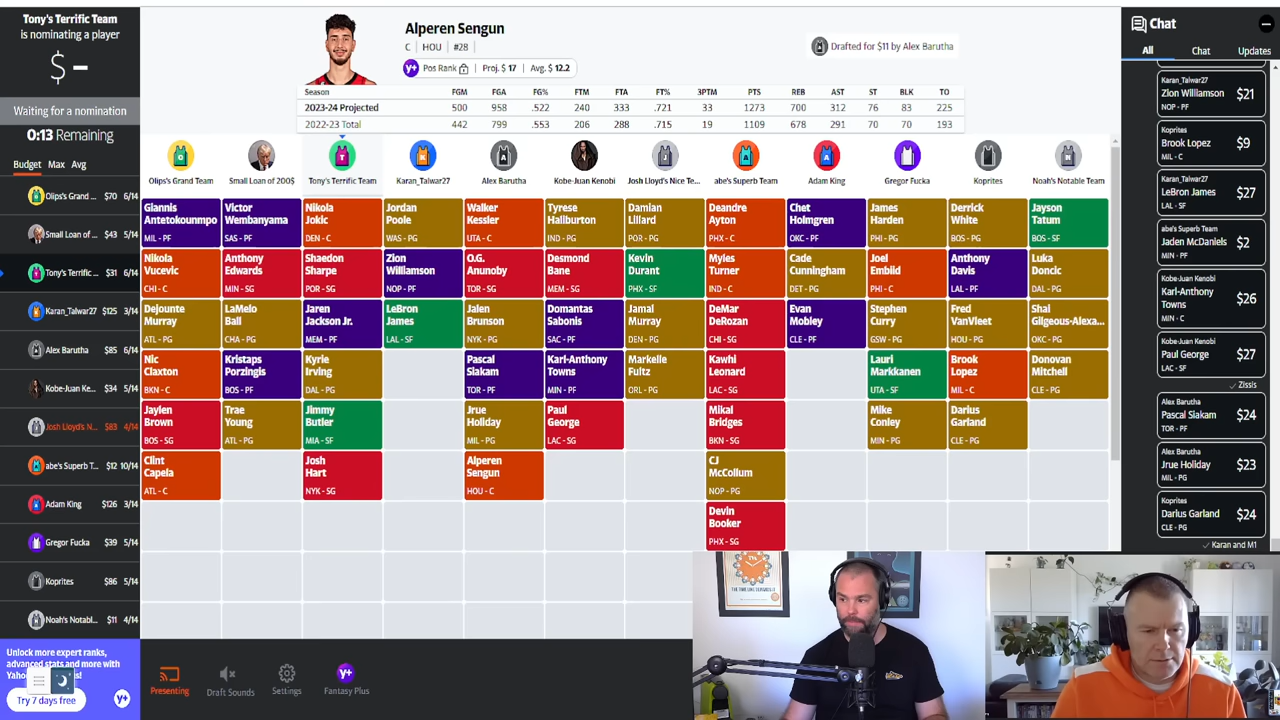 Tony's Terrific Team
is nominating a player
$ –
Waiting for a nomination
0:13 Remaining
Budget Max Avg
Olips's Grand ... $70 6/14
Small Loan of ... $43 5/14
Tony's Terrific ... $31 6/14
Karan_Talwar27 $125 3/14
Alex Baruths $85 6/14
Kobe-Juan Ke... $34 5/14
Josh Lloyd's N... $83 4/14
abe's Superb T... $12 10/14
Adam King $126 3/14
Gregor Fucka $39 5/14
Koprites $86 5/14
Noah's Notabl... $11 4/14
Unlock more expert ranks,
advanced stats and more with
Try 7 days free
y+
Alperen Sengun
C | HOU | #28
y+ Pos Rank | Proj. $ 17 | Avg. $ 12.2
Drafted for $11 by Alex Barutha
Season FGM FGA FG% FTM FTA FT% 3PTM PTS REB AST ST BLK TO
2023-24 Projected 500 958 .522 240 333 .721 33 1273 700 312 76 83 225
2022-23 Total 442 799 .553 206 288 .715 19 1109 678 291 70 70 193
Olips's Grand Team Small Loan of 200$ Tony's Terrific Team Karan_Talwar27 Alex Barutha Kobe-Juan Kenobi Josh Lloyd's Nice Te... abe's Superb Team Adam King Gregor Fucka Koprites Noah's Notable Team
Giannis Victor Nikola Jordan Walker Tyrese Damian Deandre Chet James Derrick Jayson
Antetokounmpo Wembanyama Jokic Poole Kessler Haliburton Lillard Ayton Holmgren Harden White Tatum
MIL - PF SAS - PF DEN - C WAS - PG UTA - C IND - PG POR - PG PHX - C OKC - PF PHI - PG BOS - PG BOS - SF
Nikola Anthony Shaedon Zion O.G. Desmond Kevin Myles Cade Joel Anthony Luka
Vucevic Edwards Sharpe Williamson Anunoby Bane Durant Turner Cunningham Embiid Davis Doncic
CHI - C MIN - SG POR - SG NOP - PF TOR - SG MEM - SG PHX - SF IND - C DET - PG PHI - C LAL - PF DAL - PG
Dejounte LaMelo Jaren LeBron Jalen Domantas Jamal DeMar Evan Stephen Fred Shai
Murray Ball Jackson Jr. James Brunson Sabonis Murray DeRozan Mobley Curry VanVleet Gilgeous-Alexa...
ATL - PG CHA - PG MEM - PF LAL - SF NYK - PG SAC - PF DEN - PG CHI - SG CLE - PF GSW - PG HOU - PG OKC - PG
Nic Kristaps Kyrie Pascal Karl-Anthony Markelle Kawhi Lauri Brook Donovan
Claxton Porzingis Irving Siakam Towns Fultz Leonard Markkanen Lopez Mitchell
BKN - C BOS - PF DAL - PG TOR - PF MIN - PF ORL - PG LAC - SG UTA - SF MIL - C CLE - PG
Jaylen Trae Jimmy Jrue Paul Mikal Mike Darius
Brown Young Butler Holiday George Bridges Conley Garland
BOS - SG ATL - PG MIA - SF MIL - PG LAC - SG BKN - SG MIN - PG CLE - PG
Clint Josh Alperen CJ
Capela Hart Sengun McCollum
ATL - C NYK - SG HOU - C NOP - PG
Devin
Booker
PHX - SG
Presenting Draft Sounds Settings Fantasy Plus
Chat
All Chat Updates
Karan_Talwar27
Zion Williamson $21
NOP - PF
Koprites
Brook Lopez $9
MIL - C
Karan_Talwar27
LeBron James $27
LAL - SF
abe's Superb Team
Jaden McDaniels $2
MIN - PF
Kobe-Juan Kenobi
Karl-Anthony
Towns $26
MIN - C
Kobe-Juan Kenobi
Paul George $27
LAC - SF
Zissis
Alex Barutha
Pascal Siakam $24
TOR - PF
Alex Barutha
Jrue Holiday $23
MIL - PG
Koprites
Darius Garland $24
CLE - PG
Karan and M1